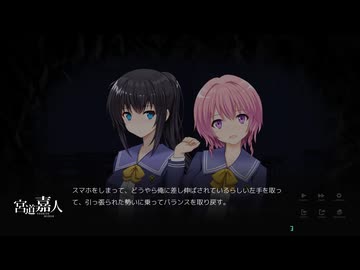 スマホをしまって、どうやら俺に差し伸ばされているらしい左手を取っ
て、引っ張られた勢いに乗ってバランスを取り戻す。
宮道嘉人